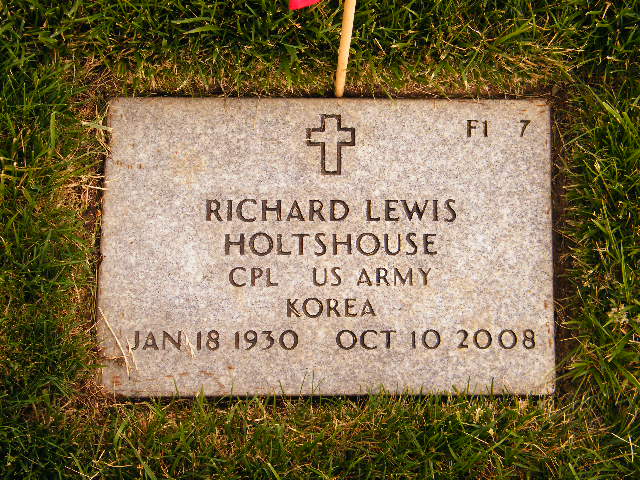 F1 7
RICHARD LEWIS
HOLTSHOUSE
CPL US ARMY
KOREA
JAN 18 1930 OCT 10 2008